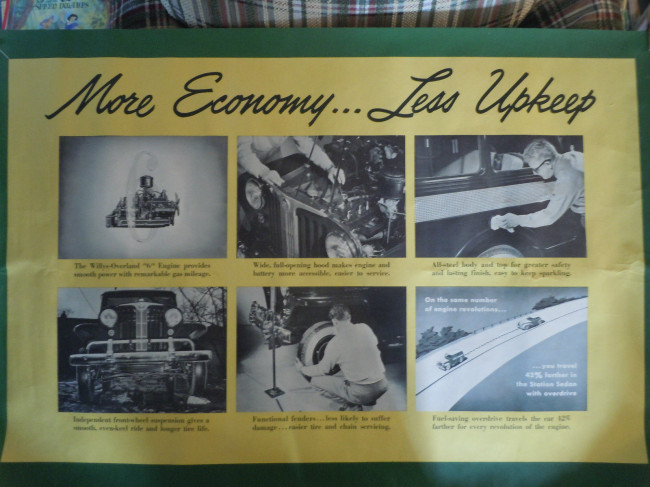 More Economy... Less Upkeep
The Willys-Overland "6" Engine provides
smooth power with remarkable gas mileage.
Wide, full-opening hood makes engine and
battery more accessible, easier to service.
All-steel body and top for greater safety
and lasting finish, easy to keep sparkling.
On the same number
of engine revolutions...
...you travel
42% farther in
the Station Sedan
with overdrive
Independent front-wheel suspension gives a
smooth, even-keel ride and longer tire life.
Functional fenders...less likely to suffer
damage....easier tire and chain servicing.
Fuel-saving overdrive travels the car 42%
farther for every revolution of the engine.